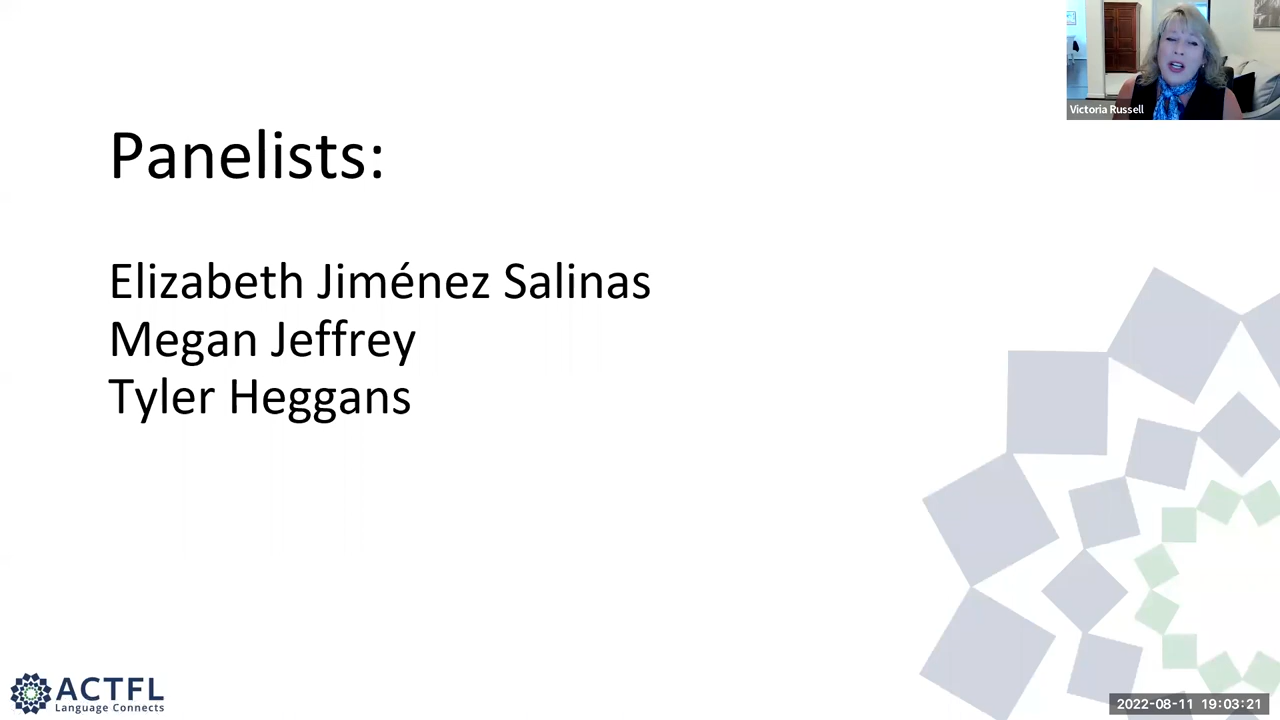 Victoria Russell
Panelists:
Elizabeth Jiménez Salinas
Megan Jeffrey
Tyler Heggans
ACTFL
Language Connects
2022-08-11 19:03:21